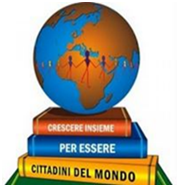 CRESCERE INSIEME
PER ESSERE
CITTADINI DEL MONDO